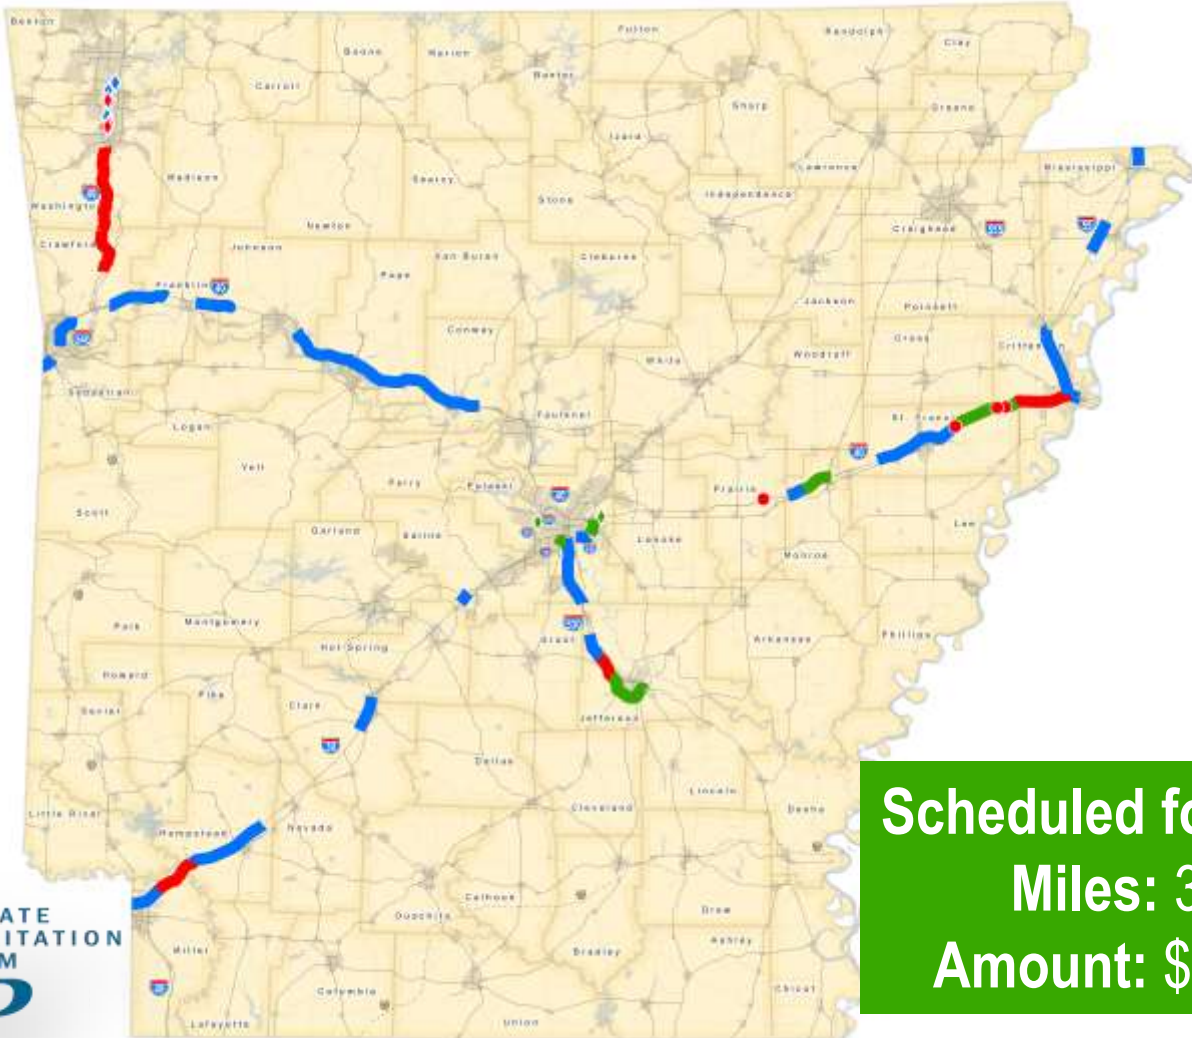 Benton
Boone
Marion
Fulton
Randolph
Clay
Carroll
Baxter
Sharp
Greene
Izard
Lawrence
Mississippi
Madison
Searcy
Stone
Independence
Washingto
Newton
Craighead
Crawford
Johnson
Van Buren
Cleburne
Franklin
Pope
Jackson
Poinsett
Conway
Cross
Critten
White
Woodruff
Sebastian
Logan
Faulkner
St. Franc
Yell
Perry
Pulaski
Prairie
Scott
Garland
Saline
Lonoke
Lee
Monroe
Polk
Montgomery
Hot Spring
Grant
Arkansas
Phillips
Howard
Pike
Clark
Sevier
Jefferson
Dallas
Lincoln
Desha
Little River
Hempstead
Nevada
Cleveland
Calhoun
Ouachita
Drew
Ashley
Miller
Bradley
Columbia
Chicot
Lafayette
Union
ATE
ITATION
M
Scheduled fo
Miles: 3
Amount: $